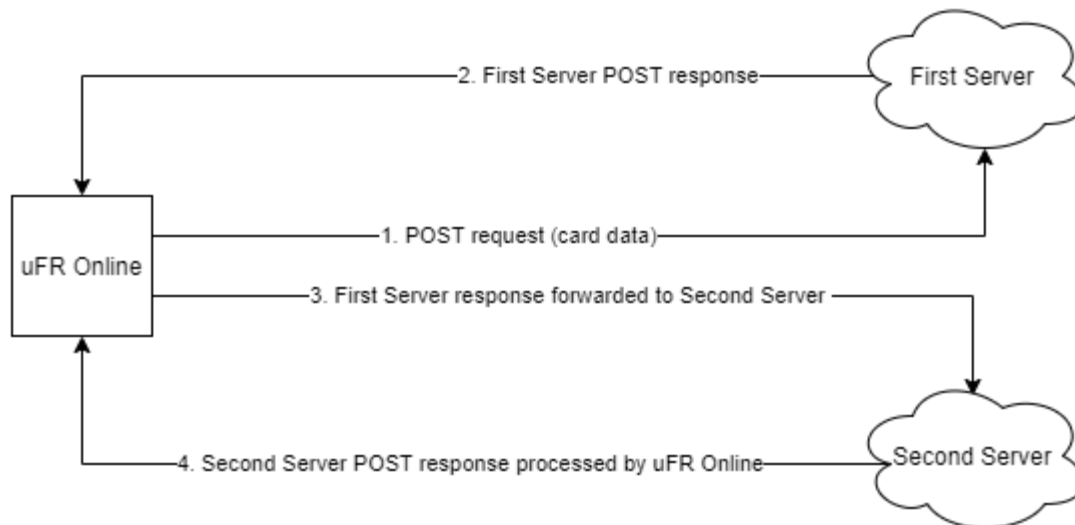 2. First Server POST response
First Server
1. POST request (card data)
uFR Online
3. First Server response forwarded to Second Server
4. Second Server POST response processed by uFR Online
Second Server